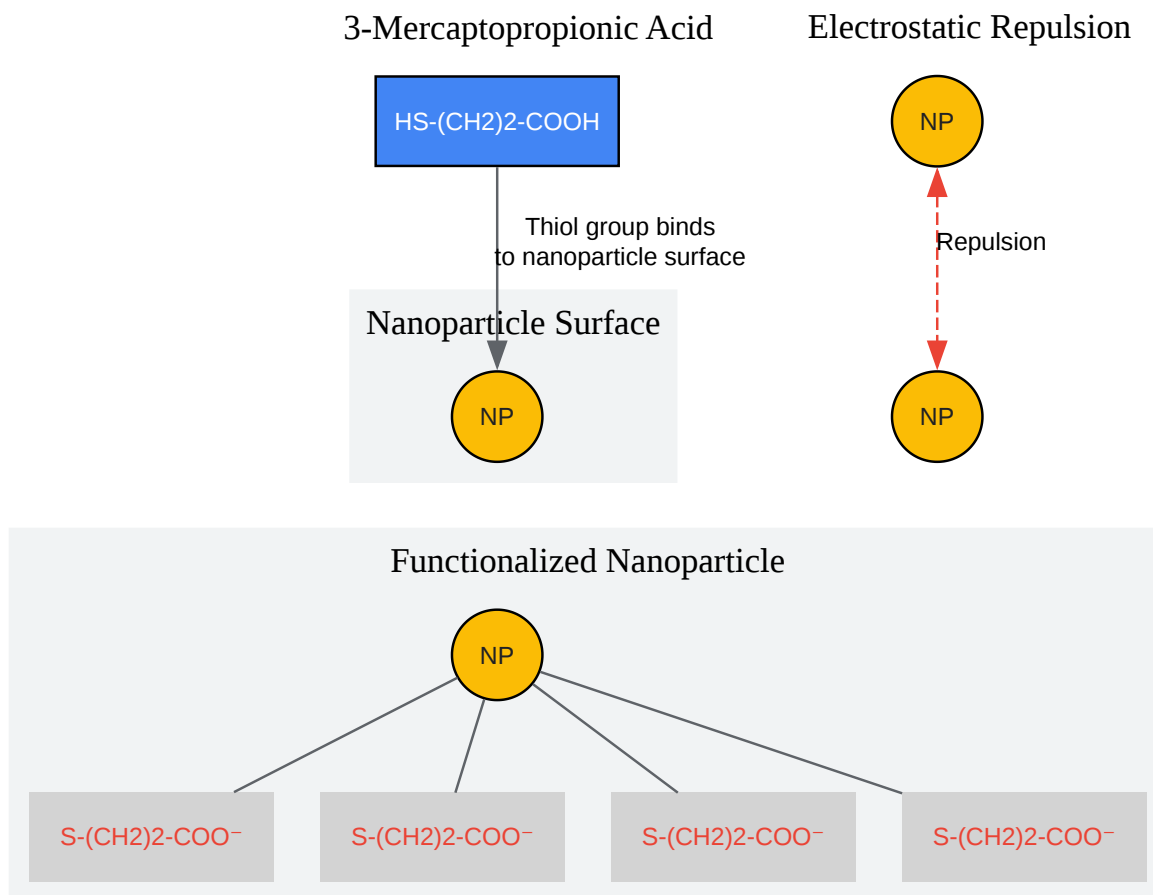 3-Mercaptopropionic Acid
HS-(CH2)2-COOH
Thiol group binds
to nanoparticle surface
Nanoparticle Surface
NP
Electrostatic Repulsion
NP
Repulsion
NP
Functionalized Nanoparticle
NP
S-(CH2)2-COO⁻
S-(CH2)2-COO⁻
S-(CH2)2-COO⁻
S-(CH2)2-COO⁻